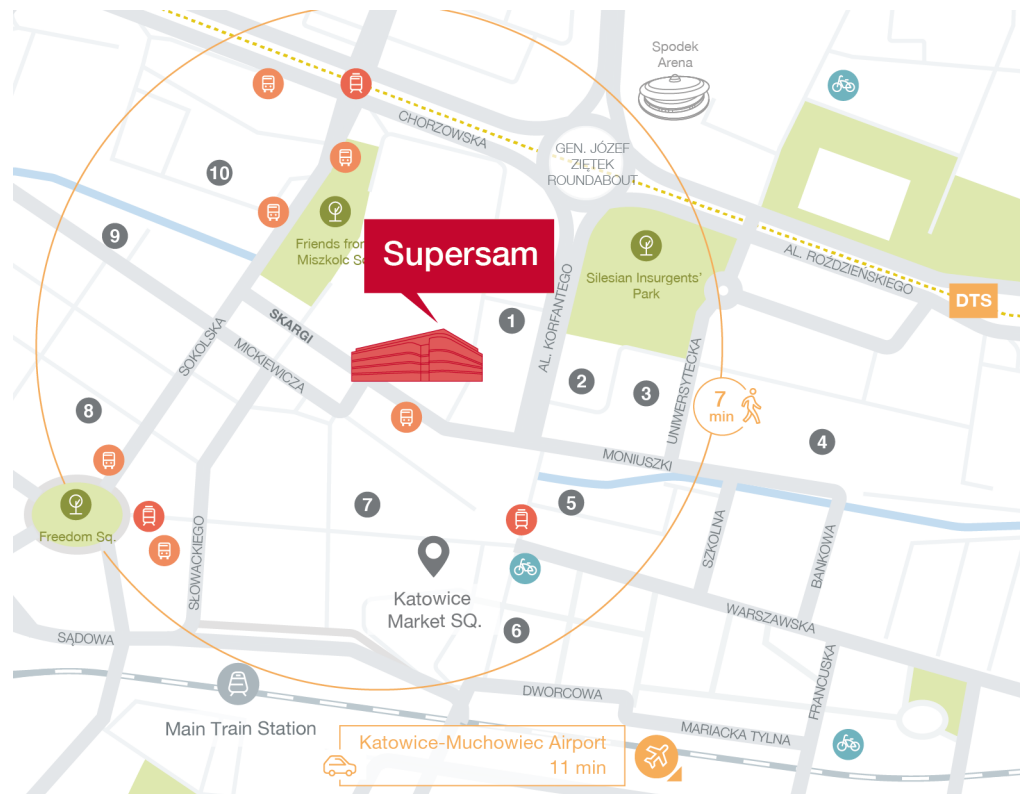 Spodek
Arena
CHORZOWSKA
GEN. JÓZEF
ZIĘTEK
ROUNDABOUT
10
9
Friends fro
Miszkolc S
Supersam
Silesian Insurgents'
Park
AL. ROŹDZIEŃSKIEGO
DTS
SKARGI
1
AL. KORFANTEGO
SOKOLSKA
MICKIEWICZA
2
3
UNIWERSYTECKA
7
min
8
4
MONIUSZKI
7
5
Freedom Sq.
SŁOWACKIEGO
SZKOLNA
BANKOWA
Katowice
Market SQ.
WARSZAWSKA
6
SĄDOWA
FRANCUSKA
DWORCOWA
Main Train Station
MARIACKA TYLNA
Katowice-Muchowiec Airport
11 min